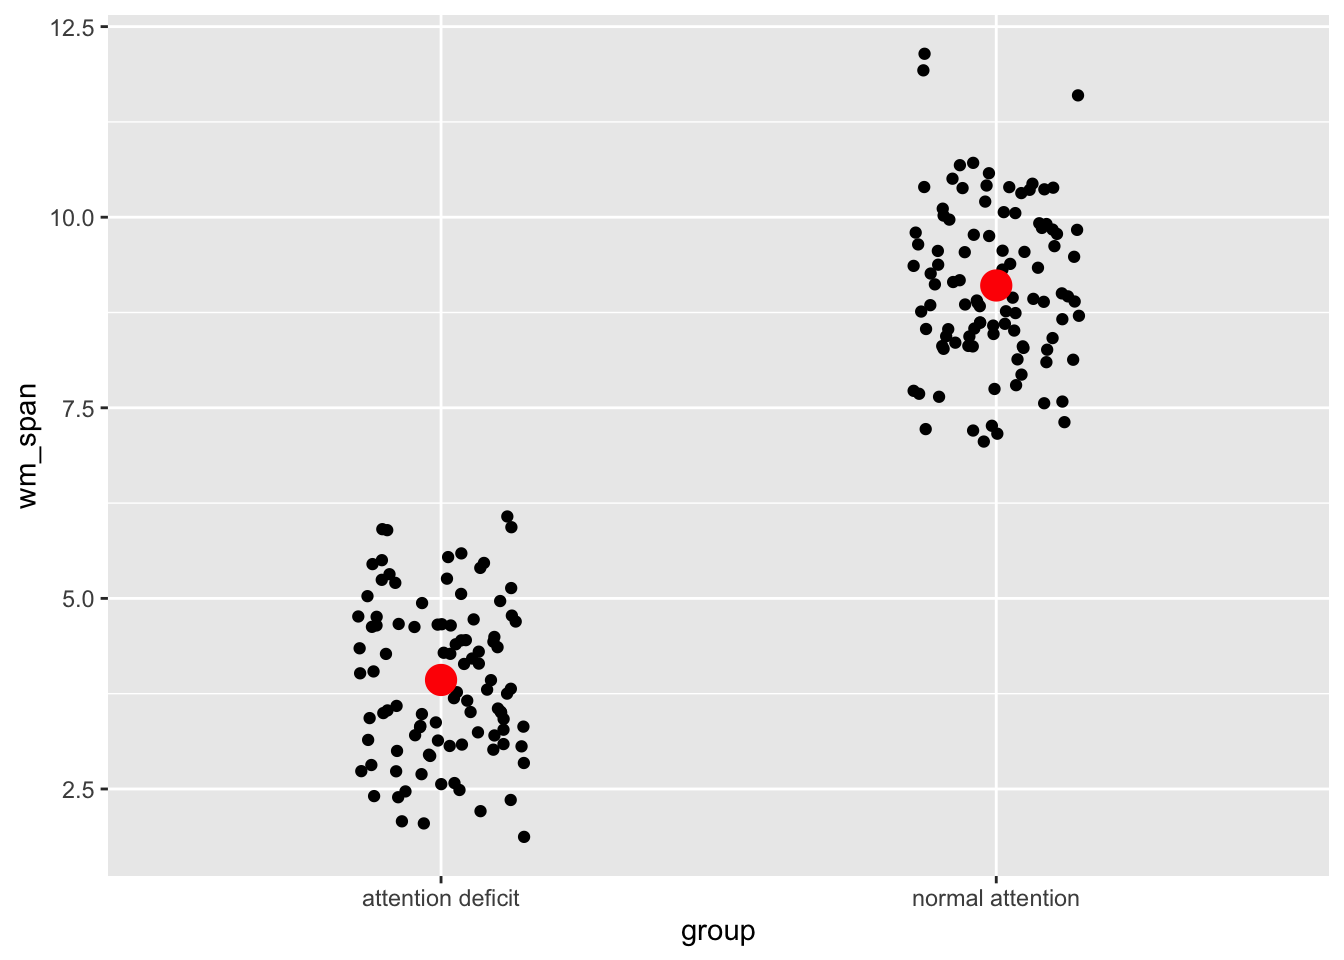 12.5
10.0
7.5
5.0
2.5
wm_span
attention deficit
normal attention
group